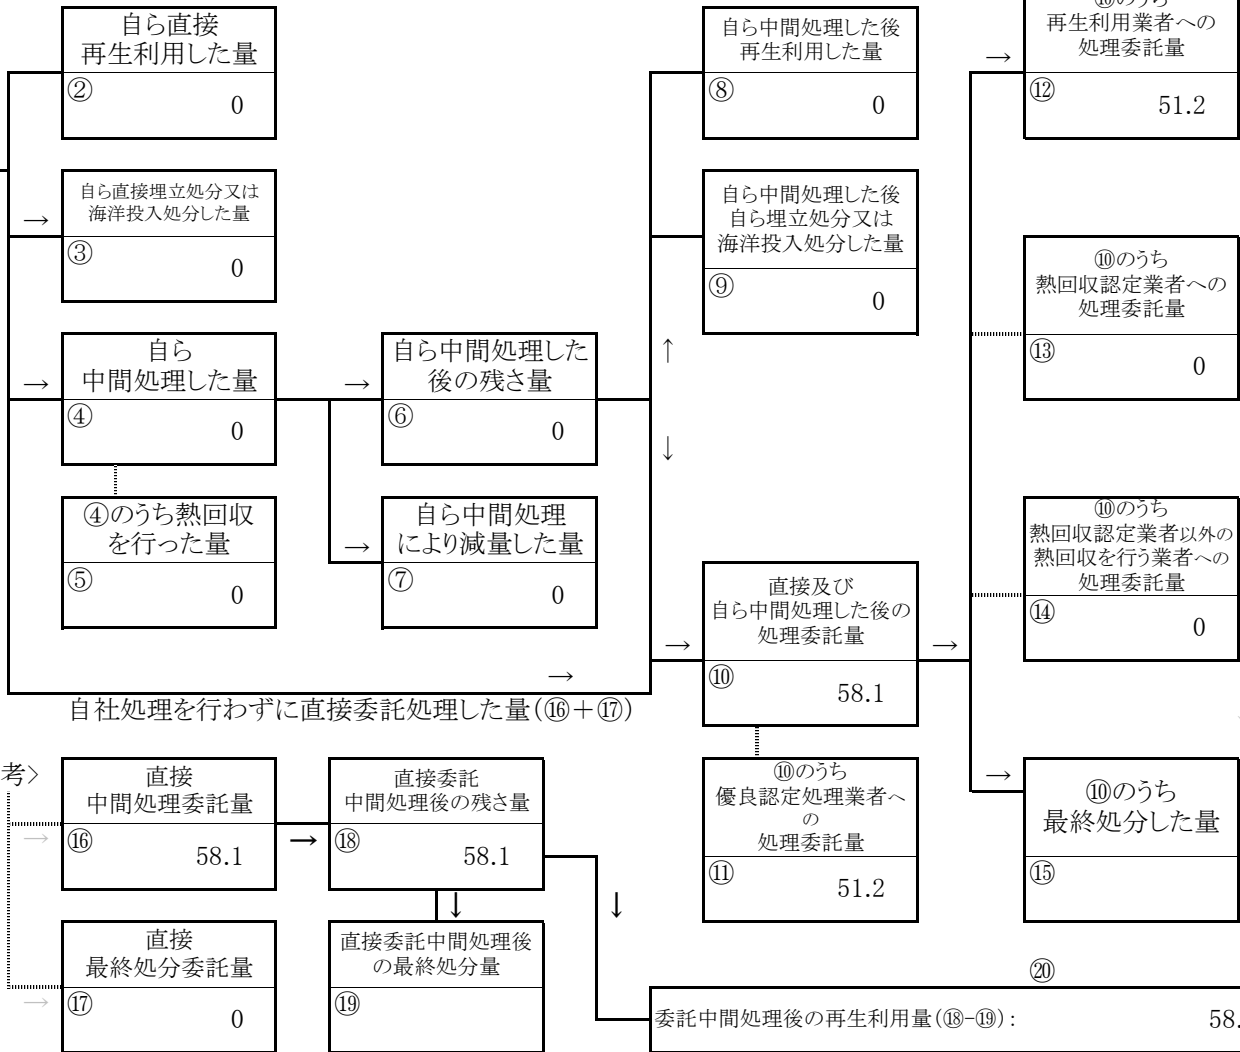 自ら直接
再生利用した量
② 0
自ら直接埋立処分又は
海洋投入処分した量
→
③ 0
自ら
中間処理した量
→
④ 0
④のうち熱回収
を行った量
⑤ 0
自ら中間処理した
後の残さ量
→
⑥ 0
自ら中間処理
により減量した量
→
⑦ 0
→
自社処理を行わずに直接委託処理した量(⑯+⑰)
自ら中間処理した後
再生利用した量
⑧ 0
自ら中間処理した後
自ら埋立処分又は
海洋投入処分した量
⑨ 0
↑
↓
直接及び
自ら中間処理した後の
処理委託量
→
⑩ 58.1
→
⑩のうち
優良認定処理業者へ
の
処理委託量
⑪ 51.2
⑩のうち
再生利用業者への
処理委託量
→
⑫ 51.2
⑩のうち
熱回収認定業者への
処理委託量
⑬ 0
⑩のうち
熱回収認定業者以外の
熱回収を行う業者への
処理委託量
⑭ 0
→
⑩のうち
最終処分した量
⑮
考>
直接
中間処理委託量
→
⑯ 58.1
→
直接委託
中間処理後の残さ量
⑱ 58.1
↓
↓
直接
最終処分委託量
→
⑰ 0
直接委託中間処理後
の最終処分量
⑲
⑳
委託中間処理後の再生利用量(⑱-⑲): 58.